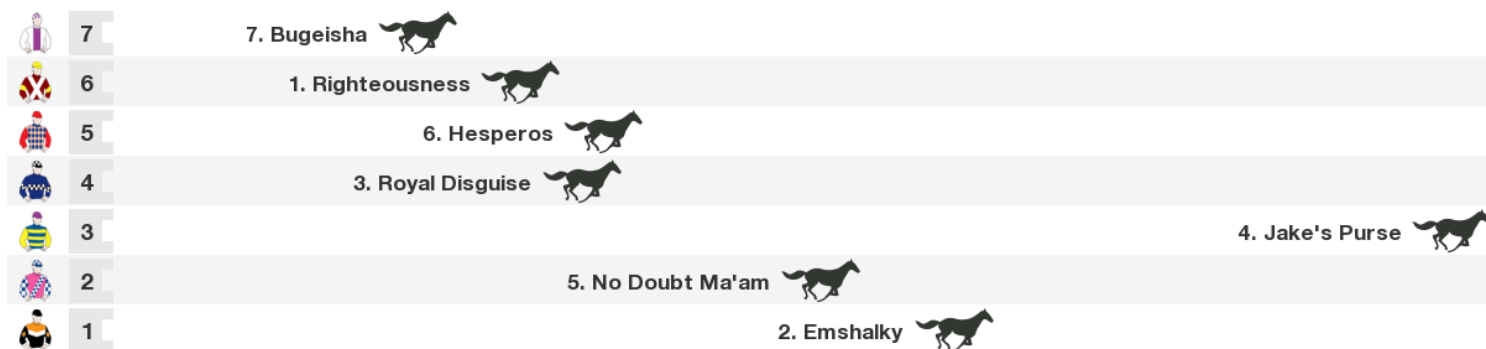 7 7. Bugeisha
6 1. Righteousness
5 6. Hesperos
4 3. Royal Disguise
3 4. Jake's Purse
2 5. No Doubt Ma'am
1 2. Emshalky